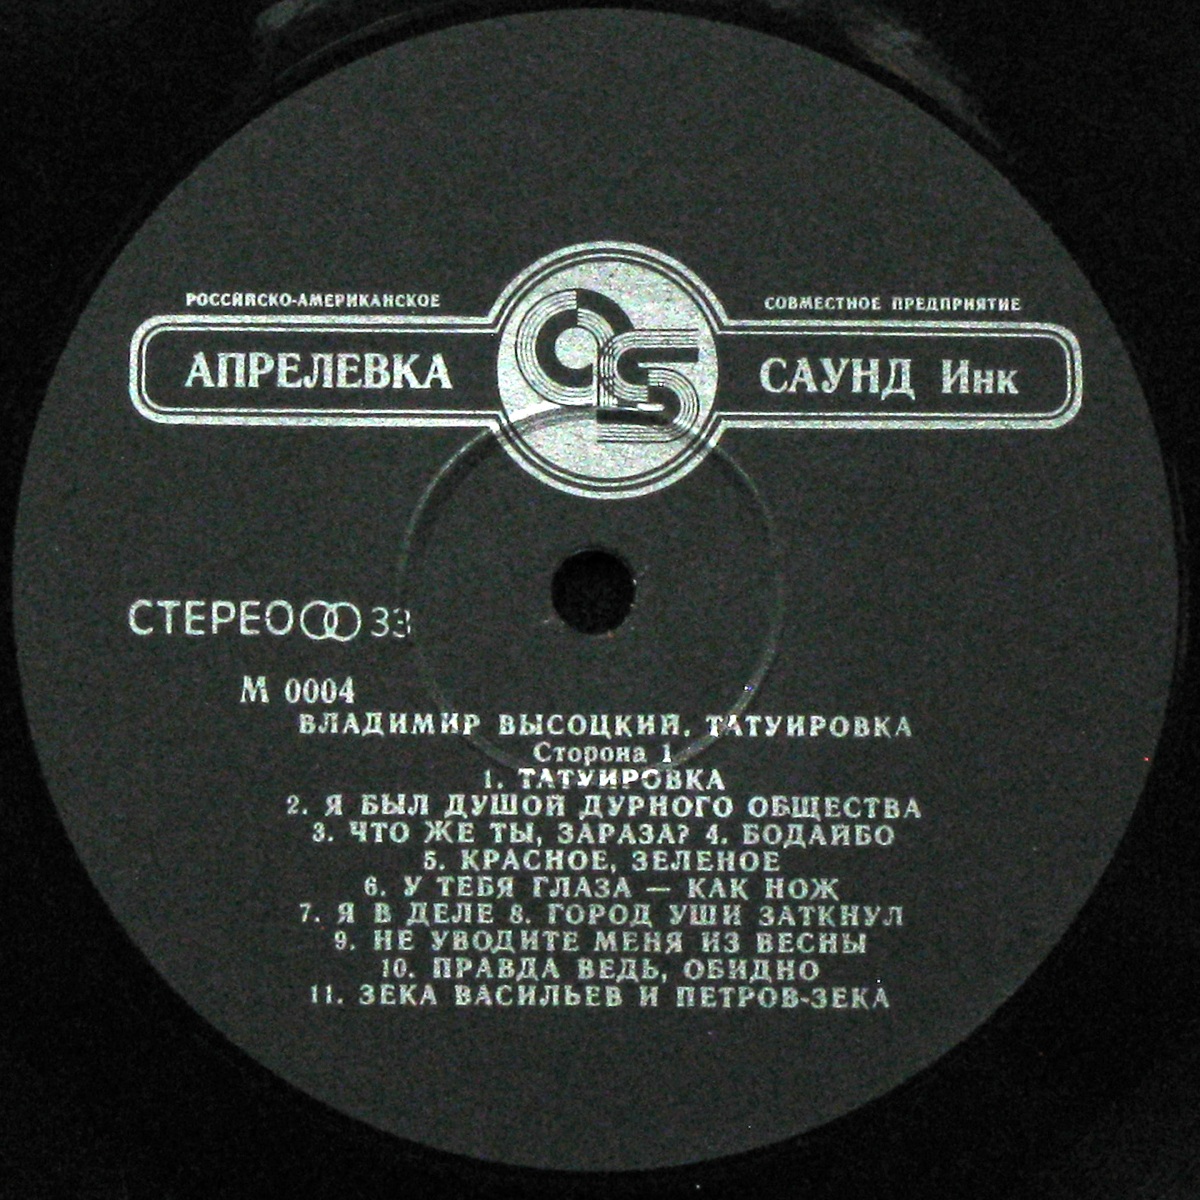 РОССИЙСКО-АМЕРИКАНСКОЕ
СОВМЕСТНОЕ ПРЕДПРИЯТИЕ
АПРЕЛЕВКА
САУНД Инк
СТЕРЕО 33
М 0004
ВЛАДИМИР ВЫСОЦКИЙ. ТАТУИРОВКА
Сторона 1
1. ТАТУИРОВКА
2. Я БЫЛ ДУШОЙ ДУРНОГО ОБЩЕСТВА
3. ЧТО ЖЕ ТЫ, ЗАРАЗА? 4. БОДАЙБО
5. КРАСНОЕ, ЗЕЛЕНОЕ
6. У ТЕБЯ ГЛАЗА — КАК НОЖ
7. Я В ДЕЛЕ 8. ГОРОД УШИ ЗАТКНУЛ
9. НЕ УВОДИТЕ МЕНЯ ИЗ ВЕСНЫ
10. ПРАВДА ВЕДЬ, ОБИДНО
11. ЗЕКА ВАСИЛЬЕВ И ПЕТРОВ-ЗЕКА